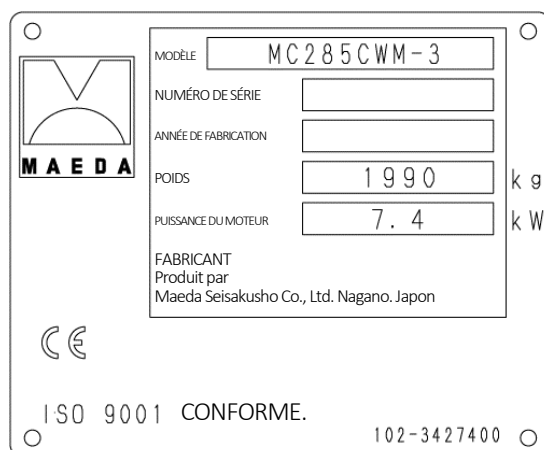 MODÈLE MC285CWM-3
NUMÉRO DE SÉRIE
ANNÉE DE FABRICATION
MAEDA
POIDS 1990 kg
PUISSANCE DU MOTEUR 7.4 kW
FABRICANT
Produit par
Maeda Seisakusho Co., Ltd. Nagano. Japon
CE
ISO 9001 CONFORME.
102-3427400